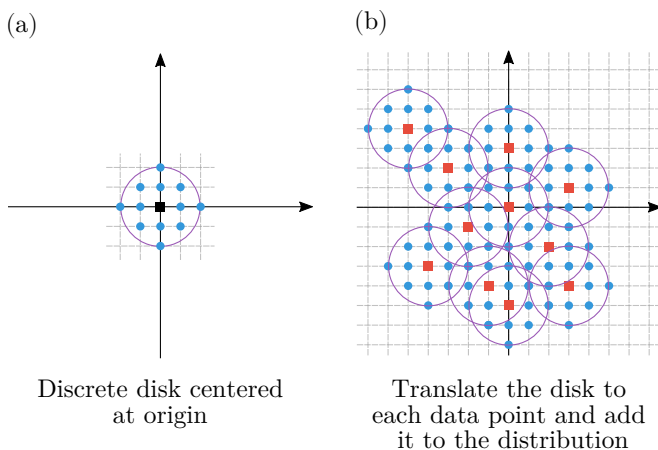 (a)
(b)
Discrete disk centered
at origin
Translate the disk to
each data point and add
it to the distribution